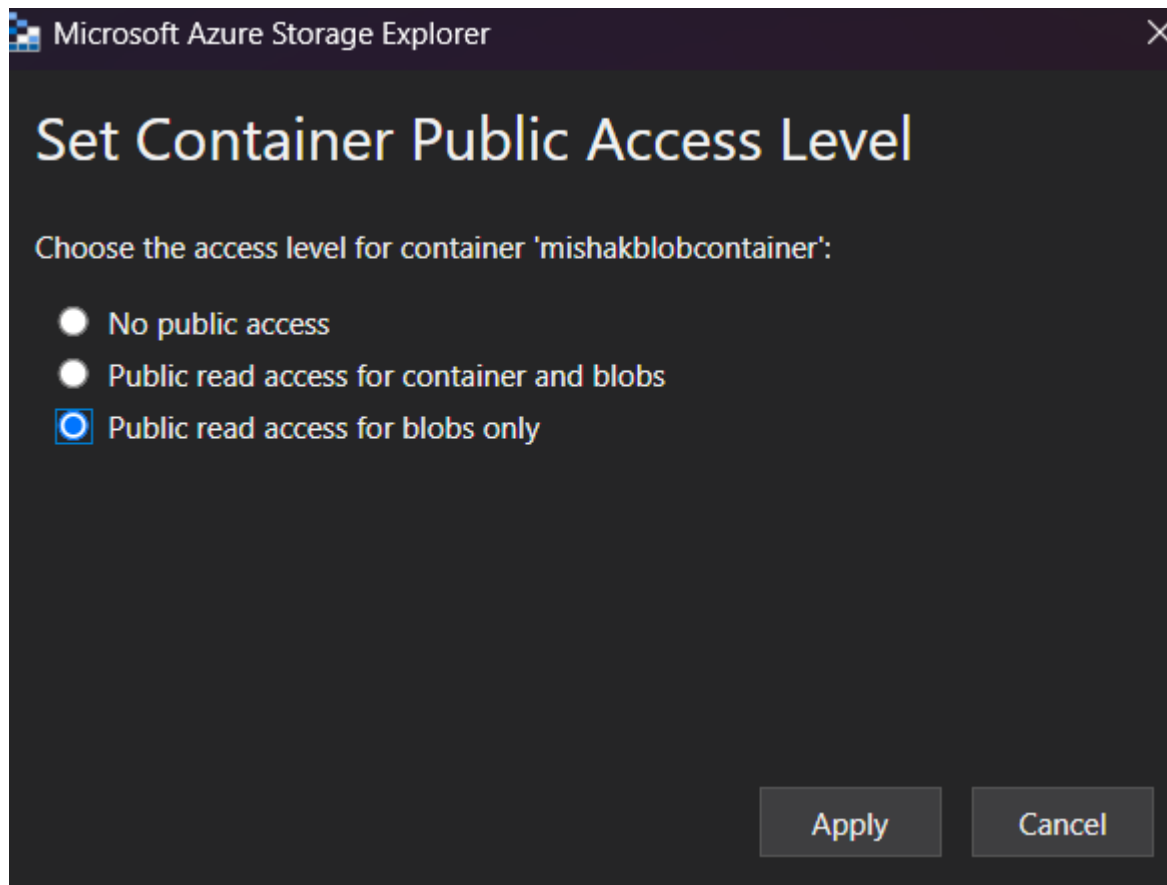 Microsoft Azure Storage Explorer
Set Container Public Access Level
Choose the access level for container 'mishakblobcontainer':
No public access
Public read access for container and blobs
Public read access for blobs only
Apply Cancel